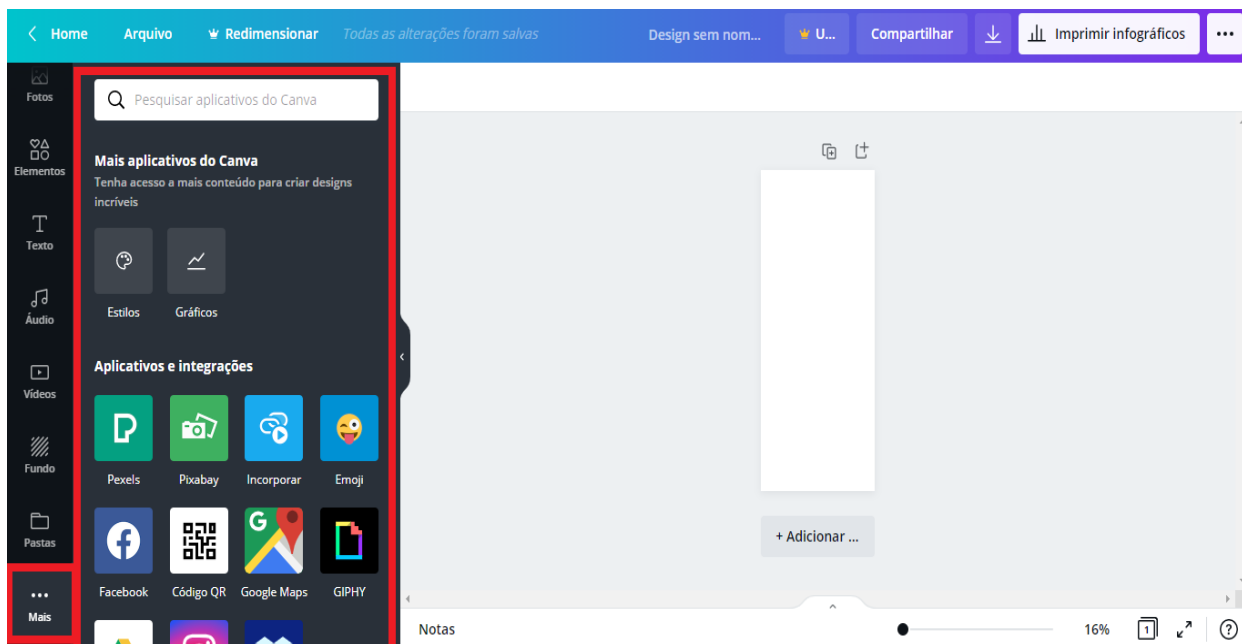 Home
Arquivo
Redimensionar
Todas as alterações foram salvas
Design sem nom...
U...
Compartilhar
Imprimir infográficos
Fotos
Elementos
Texto
Áudio
Vídeos
Fundo
Pastas
Mais
Pesquisar aplicativos do Canva
Mais aplicativos do Canva
Tenha acesso a mais conteúdo para criar designs
incríveis
Estilos
Gráficos
Aplicativos e integrações
Pexels
Pixabay
Incorporar
Emoji
G
Facebook
Código QR
Google Maps
GIPHY
+ Adicionar ...
Notas
16%
1
?